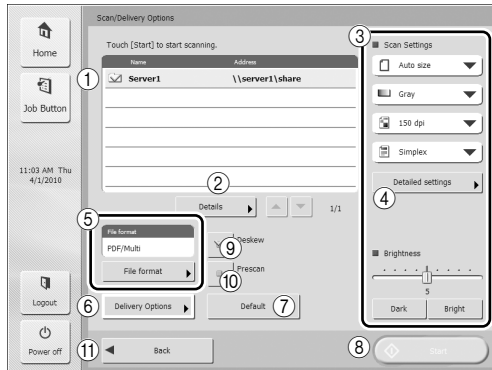 Scan/Delivery Options
Home
Job Button
11:03 AM Thu
4/1/2010
Logout
Power off
Touch [Start] to start scanning.
Name Address
① Server1 \\server1\share
②
Details 1/1
⑤
File format
PDF/Multi
File format
⑨ Deskew
⑩ Prescan
⑥ Delivery Options
Default ⑦
⑪ Back
③
Scan Settings
Auto size
Gray
150 dpi
Simplex
Detailed settings
④
Brightness
5
Dark Bright
⑧ Start